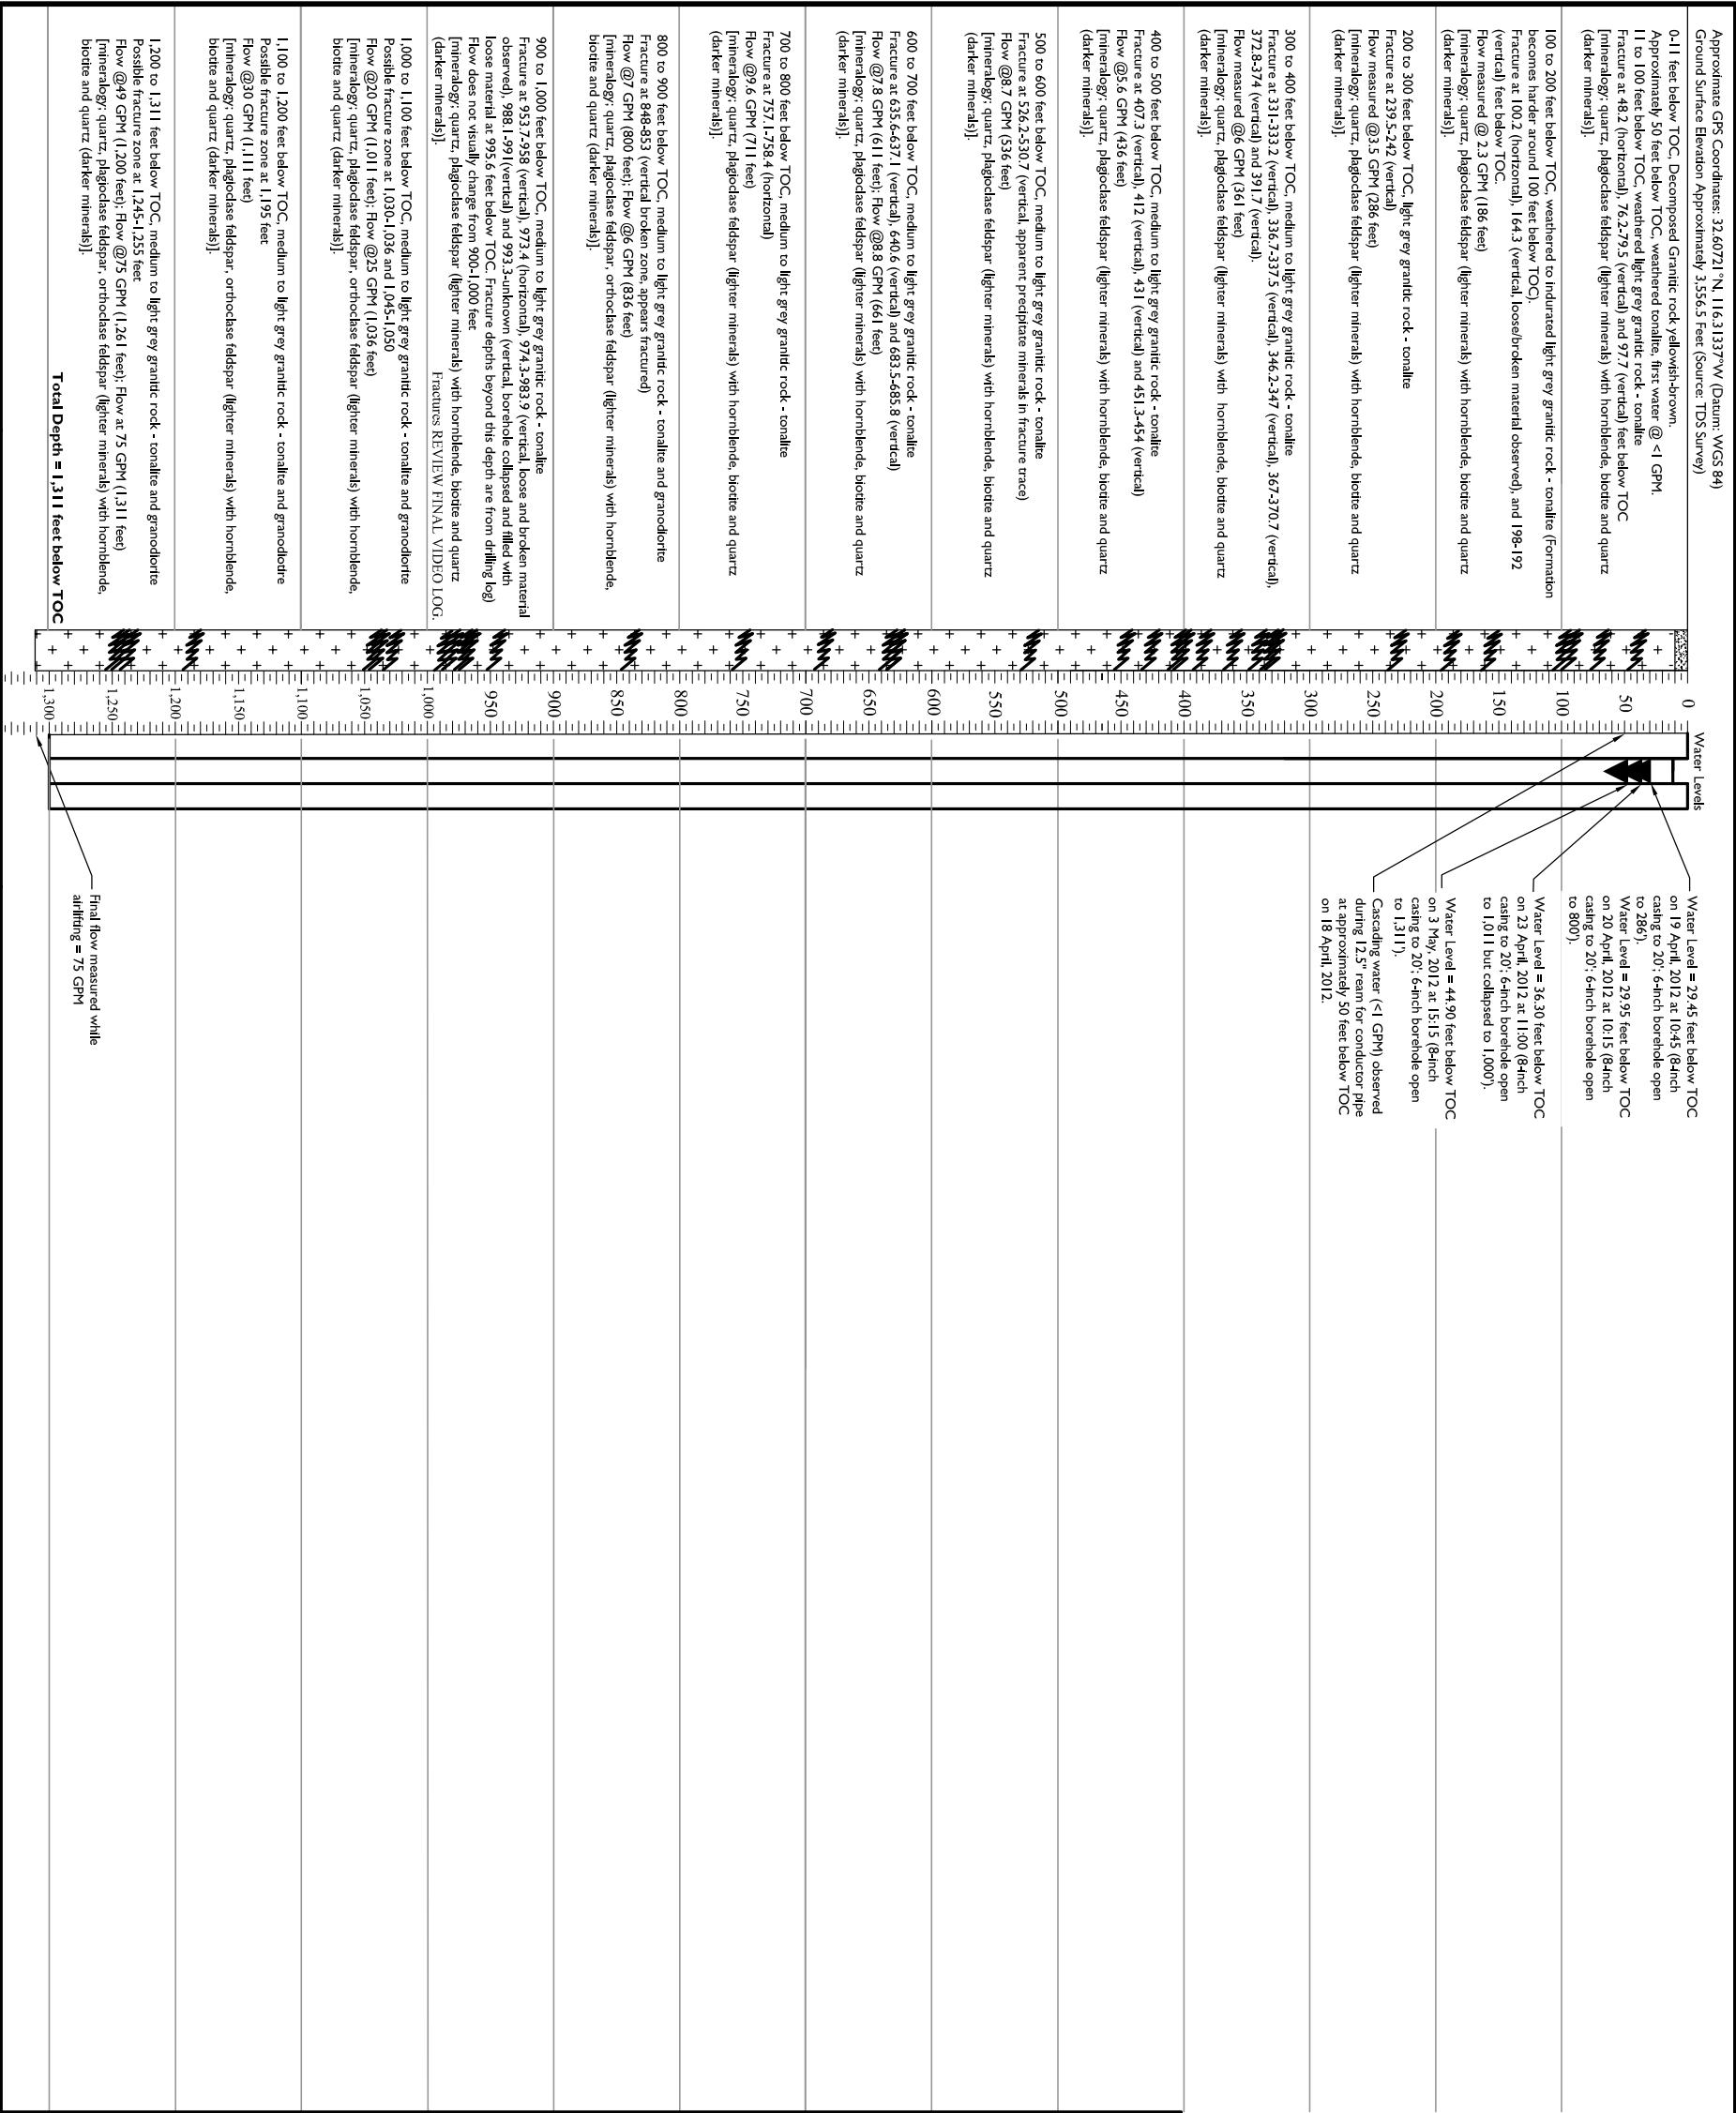 Approximate GPS Coordinates: 32.60721°N, 116.31337°W (Datum: WGS 84)
Ground Surface Elevation Approximately 3,556.5 Feet (Source: TDS Survey)
0-11 feet below TOC, Decomposed Granitic rock yellowish-brown.
Approximately 50 feet below TOC, weathered tonalite, first water @ <1 GPM.
11 to 100 feet below TOC, weathered light grey granitic rock - tonalite
Fracture at 48.2 (horizontal), 76.2-79.5 (vertical) and 97.7 (vertical) feet below TOC
[mineralogy: quartz, plagioclase feldspar (lighter minerals) with hornblende, biotite and quartz
(darker minerals)].
100 to 200 feet below TOC, weathered to indurated light grey granitic rock - tonalite (Formation
becomes harder around 100 feet below TOC).
Fracture at 100.2 (horizontal), 164.3 (vertical, loose/broken material observed), and 198-192
(vertical) feet below TOC.
Flow measured @ 2.3 GPM (186 feet)
[mineralogy: quartz, plagioclase feldspar (lighter minerals) with hornblende, biotite and quartz
(darker minerals)].
200 to 300 feet below TOC, light grey granitic rock - tonalite
Fracture at 239.5-242 (vertical)
Flow measured @3.5 GPM (286 feet)
[mineralogy: quartz, plagioclase feldspar (lighter minerals) with hornblende, biotite and quartz
(darker minerals)].
300 to 400 feet below TOC, medium to light grey granitic rock - tonalite
Fracture at 331-333.2 (vertical), 336.7-337.5 (vertical), 346.2-347 (vertical), 367-370.7 (vertical),
372.8-374 (vertical) and 391.7 (vertical).
Flow measured @6 GPM (361 feet)
[mineralogy: quartz, plagioclase feldspar (lighter minerals) with hornblende, biotite and quartz
(darker minerals)].
400 to 500 feet below TOC, medium to light grey granitic rock - tonalite
Fracture at 407.3 (vertical), 412 (vertical), 431 (vertical) and 451.3-454 (vertical)
Flow @5.6 GPM (436 feet)
[mineralogy: quartz, plagioclase feldspar (lighter minerals) with hornblende, biotite and quartz
(darker minerals)].
500 to 600 feet below TOC, medium to light grey granitic rock - tonalite
Fracture at 526.2-530.7 (vertical, apparent precipitate minerals in fracture trace)
Flow @8.7 GPM (536 feet)
[mineralogy: quartz, plagioclase feldspar (lighter minerals) with hornblende, biotite and quartz
(darker minerals)].
600 to 700 feet below TOC, medium to light grey granitic rock - tonalite
Fracture at 635.6-637.1 (vertical), 640.6 (vertical) and 683.5-685.8 (vertical)
Flow @7.8 GPM (611 feet); Flow @8.8 GPM (661 feet)
[mineralogy: quartz, plagioclase feldspar (lighter minerals) with hornblende, biotite and quartz
(darker minerals)].
700 to 800 feet below TOC, medium to light grey granitic rock - tonalite
Fracture at 757.1-758.4 (horizontal)
Flow @9.6 GPM (711 feet)
[mineralogy: quartz, plagioclase feldspar (lighter minerals) with hornblende, biotite and quartz
(darker minerals)].
800 to 900 feet below TOC, medium to light grey granitic rock - tonalite and granodiorite
Fracture at 848-853 (vertical broken zone, appears fractured)
Flow @7 GPM (800 feet); Flow @6 GPM (836 feet)
[mineralogy: quartz, plagioclase feldspar, orthoclase feldspar (lighter minerals) with hornblende,
biotite and quartz (darker minerals)].
900 to 1,000 feet below TOC, medium to light grey granitic rock - tonalite
Fracture at 953.7-958 (vertical), 973.4 (horizontal), 974.3-983.9 (vertical, loose and broken material
observed), 988.1-991(vertical) and 993.3-unknown (vertical, borehole collapsed and filled with
loose material at 995.6 feet below TOC. Fracture depths beyond this depth are from drilling log)
Flow does not visually change from 900-1,000 feet
[mineralogy: quartz, plagioclase feldspar (lighter minerals) with hornblende, biotite and quartz
(darker minerals)].
Fractures REVIEW FINAL VIDEO LOG.
1,000 to 1,100 feet below TOC, medium to light grey granitic rock - tonalite and granodiorite
Possible fracture zone at 1,030-1,036 and 1,045-1,050
Flow @20 GPM (1,011 feet); Flow @25 GPM (1,036 feet)
[mineralogy: quartz, plagioclase feldspar, orthoclase feldspar (lighter minerals) with hornblende,
biotite and quartz (darker minerals)].
1,100 to 1,200 feet below TOC, medium to light grey granitic rock - tonalite and granodiotire
Possible fracture zone at 1,195 feet
Flow @30 GPM (1,111 feet)
[mineralogy: quartz, plagioclase feldspar, orthoclase feldspar (lighter minerals) with hornblende,
biotite and quartz (darker minerals)].
1,200 to 1,311 feet below TOC, medium to light grey granitic rock - tonalite and granodiorite
Possible fracture zone at 1,245-1,255 feet
Flow @49 GPM (1,200 feet); Flow @75 GPM (1,261 feet); Flow at 75 GPM (1,311 feet)
[mineralogy: quartz, plagioclase feldspar, orthoclase feldspar (lighter minerals) with hornblende,
biotite and quartz (darker minerals)].
Total Depth = 1,311 feet below TOC
0
50
100
150
200
250
300
350
400
450
500
550
600
650
700
750
800
850
900
950
1,000
1,050
1,100
1,150
1,200
1,250
1,300
Water Levels
Water Level = 29.45 feet below TOC
on 19 April, 2012 at 10:45 (8-inch
casing to 20'; 6-inch borehole open
to 286').
Water Level = 29.95 feet below TOC
on 20 April, 2012 at 10:15 (8-inch
casing to 20'; 6-inch borehole open
to 800').
Water Level = 36.30 feet below TOC
on 23 April, 2012 at 11:00 (8-inch
casing to 20'; 6-inch borehole open
to 1,011 but collapsed to 1,000').
Water Level = 44.90 feet below TOC
on 3 May, 2012 at 15:15 (8-inch
casing to 20'; 6-inch borehole open
to 1,311').
Cascading water (<1 GPM) observed
during 12.5" ream for conductor pipe
at approximately 50 feet below TOC
on 18 April, 2012.
Final flow measured while
airlifting = 75 GPM